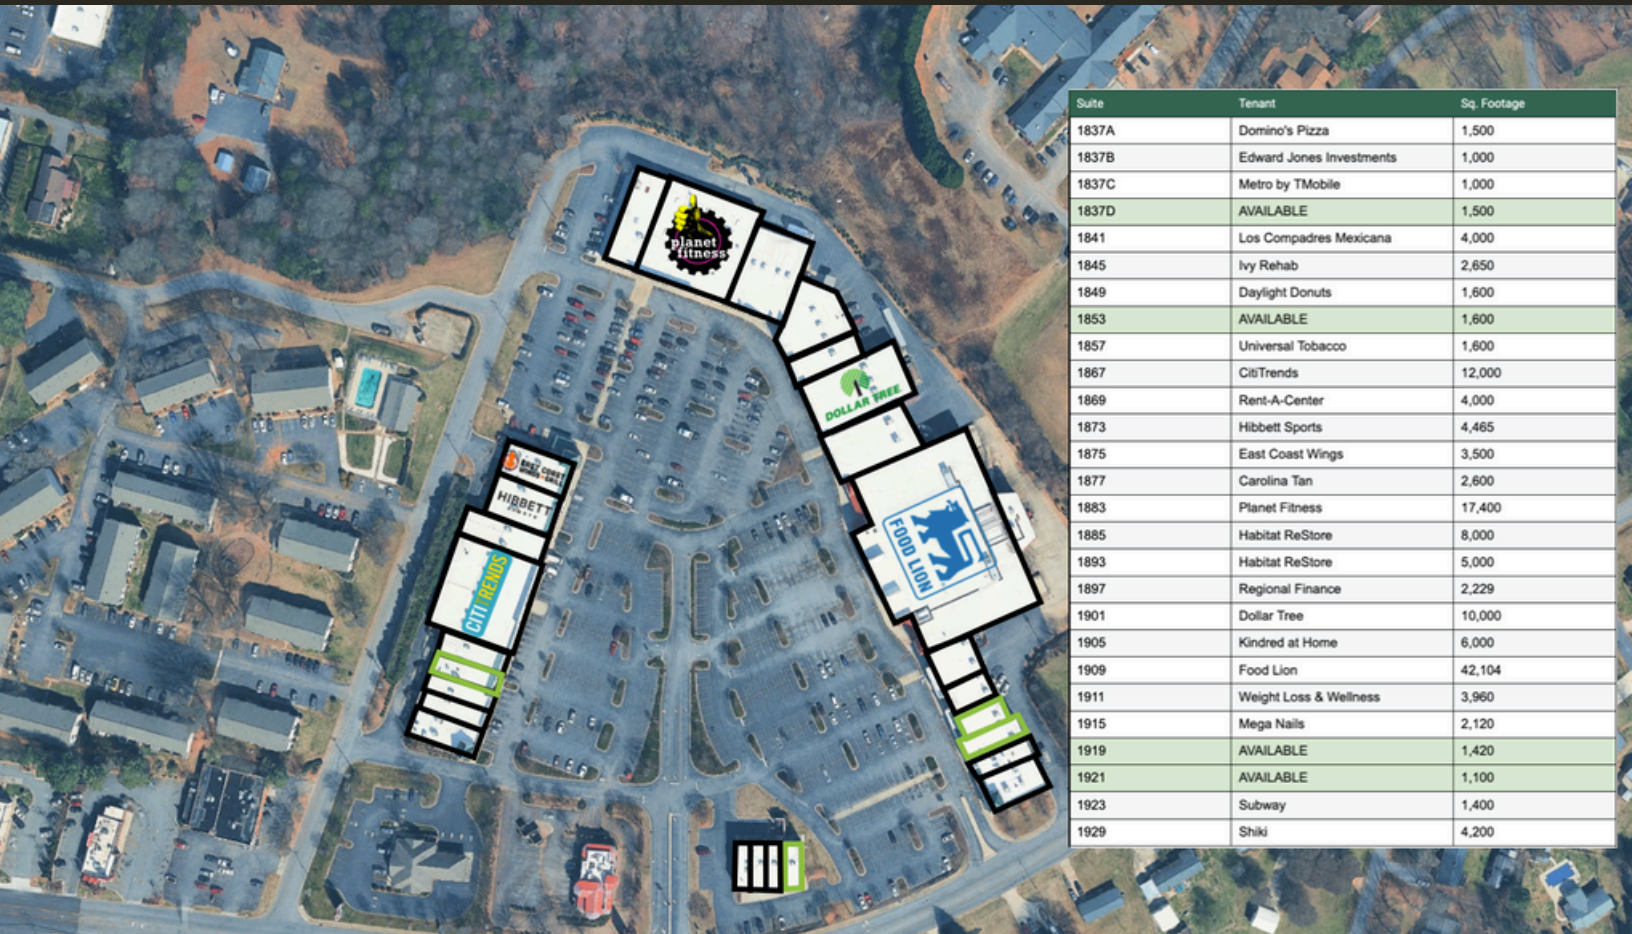 planet
fitness
DOLLAR TREE
EAST COAST
WINGS + GRILL
HIBBETT
SPORTS
CITITRENDS
FOOD LION
Suite Tenant Sq. Footage
1837A Domino's Pizza 1,500
1837B Edward Jones Investments 1,000
1837C Metro by TMobile 1,000
1837D AVAILABLE 1,500
1841 Los Compadres Mexicana 4,000
1845 Ivy Rehab 2,650
1849 Daylight Donuts 1,600
1853 AVAILABLE 1,600
1857 Universal Tobacco 1,600
1867 CitiTrends 12,000
1869 Rent-A-Center 4,000
1873 Hibbett Sports 4,465
1875 East Coast Wings 3,500
1877 Carolina Tan 2,600
1883 Planet Fitness 17,400
1885 Habitat ReStore 8,000
1893 Habitat ReStore 5,000
1897 Regional Finance 2,229
1901 Dollar Tree 10,000
1905 Kindred at Home 6,000
1909 Food Lion 42,104
1911 Weight Loss & Wellness 3,960
1915 Mega Nails 2,120
1919 AVAILABLE 1,420
1921 AVAILABLE 1,100
1923 Subway 1,400
1929 Shiki 4,200